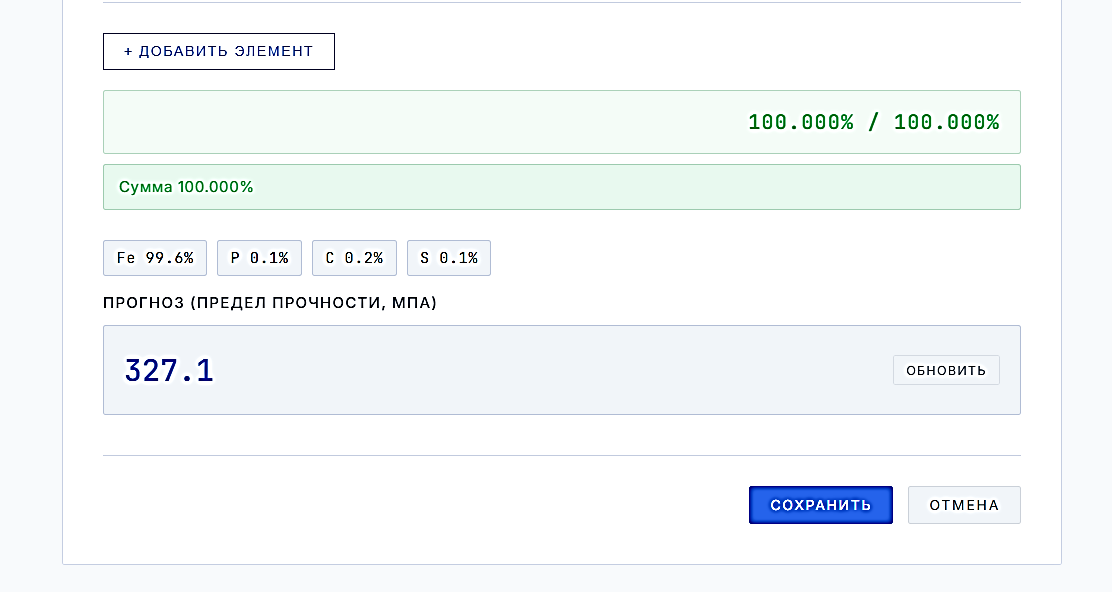 + ДОБАВИТЬ ЭЛЕМЕНТ
100.000% / 100.000%
Сумма 100.000%
Fe 99.6% P 0.1% C 0.2% S 0.1%
ПРОГНОЗ (ПРЕДЕЛ ПРОЧНОСТИ, МПА)
327.1 ОБНОВИТЬ
СОХРАНИТЬ ОТМЕНА